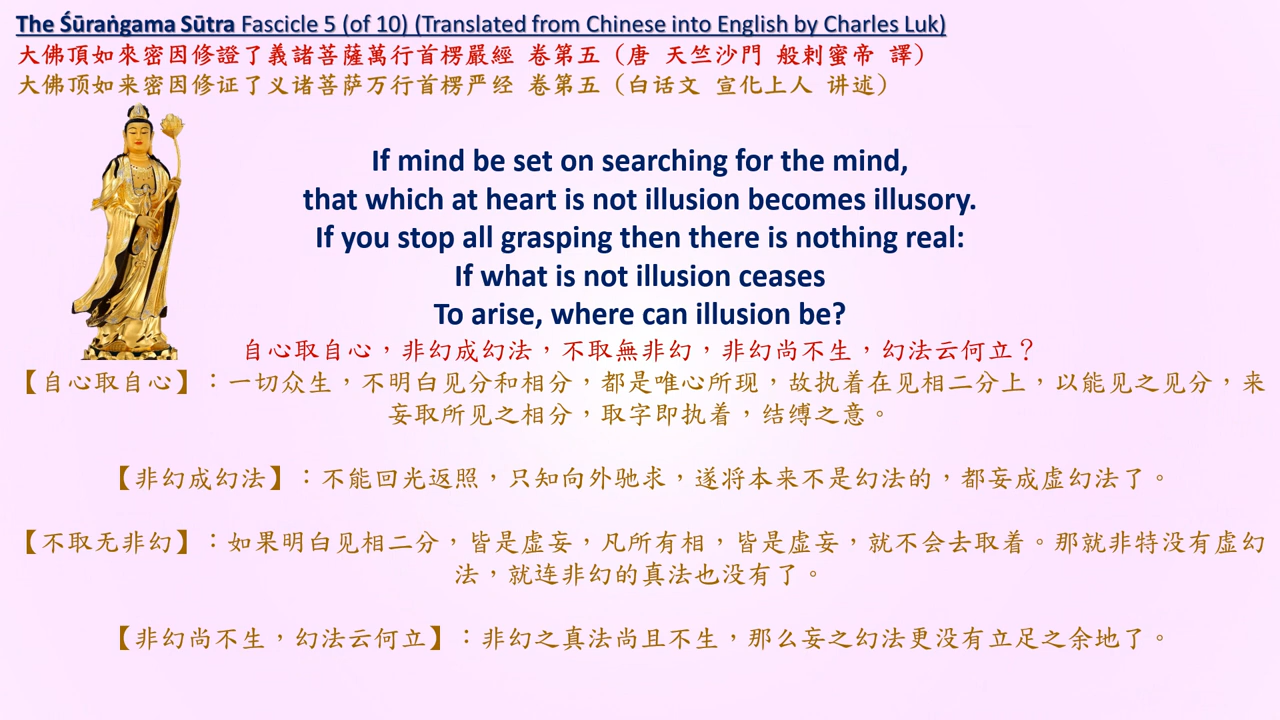 The Śūraṅgama Sūtra Fascicle 5 (of 10) (Translated from Chinese into English by Charles Luk)
大佛頂如來密因修證了義諸菩薩萬行首楞嚴經 卷第五（唐 天竺沙門 般剌蜜帝 譯）
大佛顶如来密因修证了义诸菩萨万行首楞严经 卷第五（白话文 宣化上人 讲述）
If mind be set on searching for the mind,
that which at heart is not illusion becomes illusory.
If you stop all grasping then there is nothing real:
If what is not illusion ceases
To arise, where can illusion be?
自心取自心，非幻成幻法，不取無非幻，非幻尚不生，幻法云何立？
【自心取自心】：一切众生，不明白见分和相分，都是唯心所现，故执着在见相二分上，以能见之见分，来
妄取所见之相分，取字即执着，结缚之意。
【非幻成幻法】：不能回光返照，只知向外驰求，遂将本来不是幻法的，都妄成虚幻法了。
【不取无非幻】：如果明白见相二分，皆是虚妄，凡所有相，皆是虚妄，就不会去取着。那就非特没有虚幻
法，就连非幻的真法也没有了。
【非幻尚不生，幻法云何立】：非幻之真法尚且不生，那么妄之幻法更没有立足之余地了。